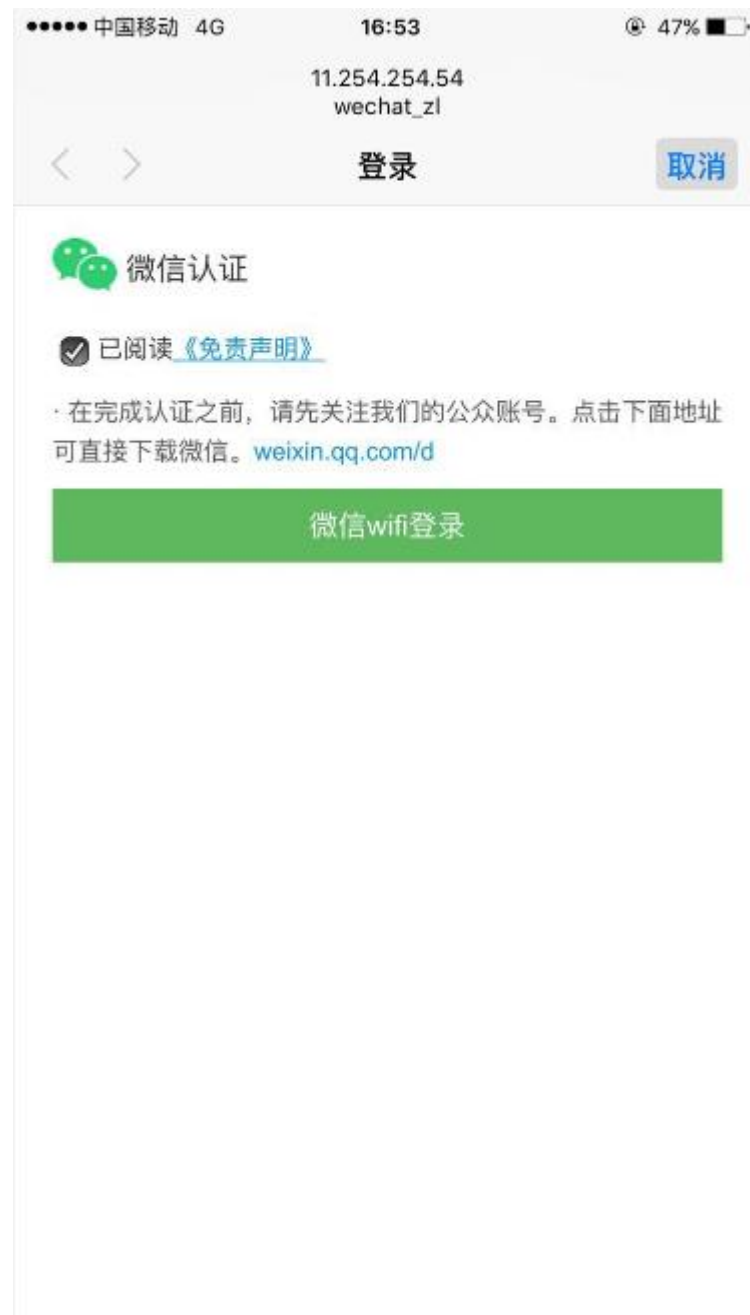 中国移动 4G 16:53 47%
11.254.254.54
wechat_zl
登录 取消
微信认证
已阅读《免责声明》
· 在完成认证之前，请先关注我们的公众账号。点击下面地址
可直接下载微信。weixin.qq.com/d
微信wifi登录